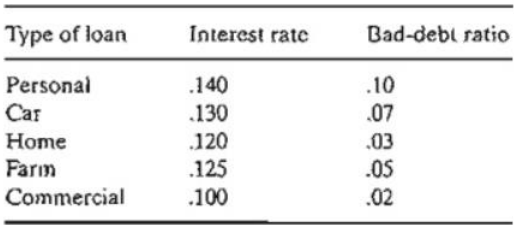 Type of loan Interest rate Bad-debt ratio
Personal .140 .10
Car .130 .07
Home .120 .03
Farm .125 .05
Commercial .100 .02